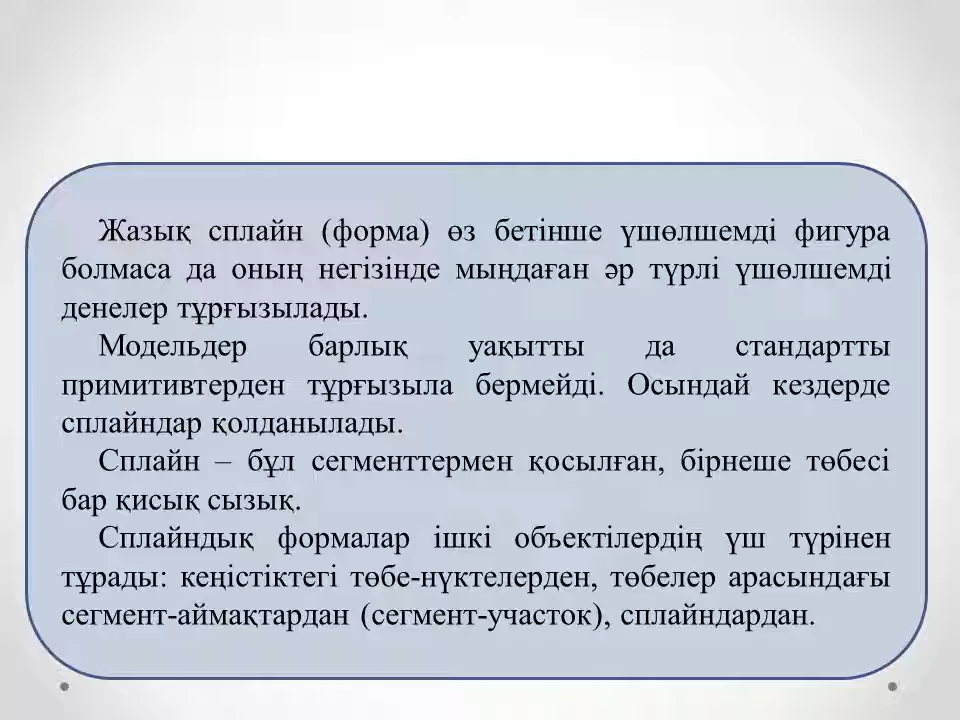 Жазық сплайн (форма) өз бетінше үшөлшемді фигура
болмаса да оның негізінде мыңдаған әр түрлі үшөлшемді
денелер тұрғызылады.
Модельдер барлық уақытты да стандартты
примитивтерден тұрғызыла бермейді. Осындай кездерде
сплайндар қолданылады.
Сплайн – бұл сегменттермен қосылған, бірнеше төбесі
бар қисық сызық.
Сплайндық формалар ішкі объектілердің үш түрінен
тұрады: кеңістіктегі төбе-нүктелерден, төбелер арасындағы
сегмент-аймақтардан (сегмент-участок), сплайндардан.